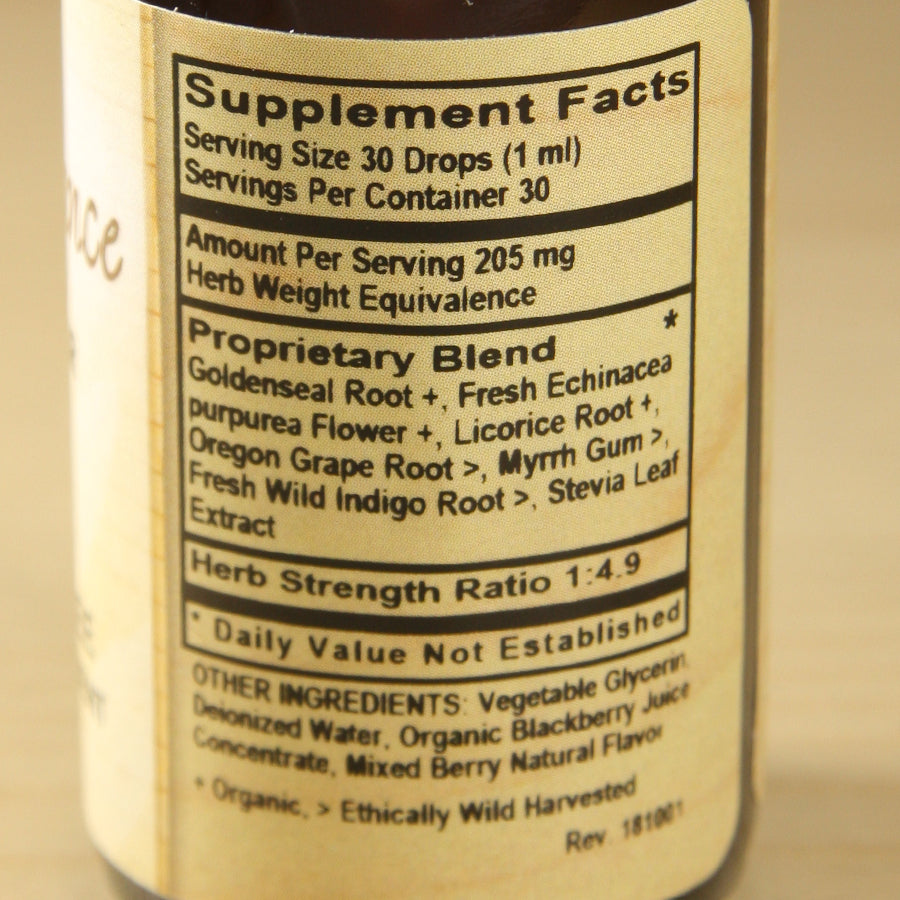 Supplement Facts
Serving Size 30 Drops (1 ml)
Servings Per Container 30
Amount Per Serving 205 mg
Herb Weight Equivalence
*
Proprietary Blend
Goldenseal Root +, Fresh Echinacea
purpurea Flower +, Licorice Root +,
Oregon Grape Root >, Myrrh Gum >,
Fresh Wild Indigo Root >, Stevia Leaf
Extract
Herb Strength Ratio 1:4.9
* Daily Value Not Established
OTHER INGREDIENTS: Vegetable Glycerin,
Deionized Water, Organic Blackberry Juice
Concentrate, Mixed Berry Natural Flavor
+ Organic, > Ethically Wild Harvested
Rev. 181001